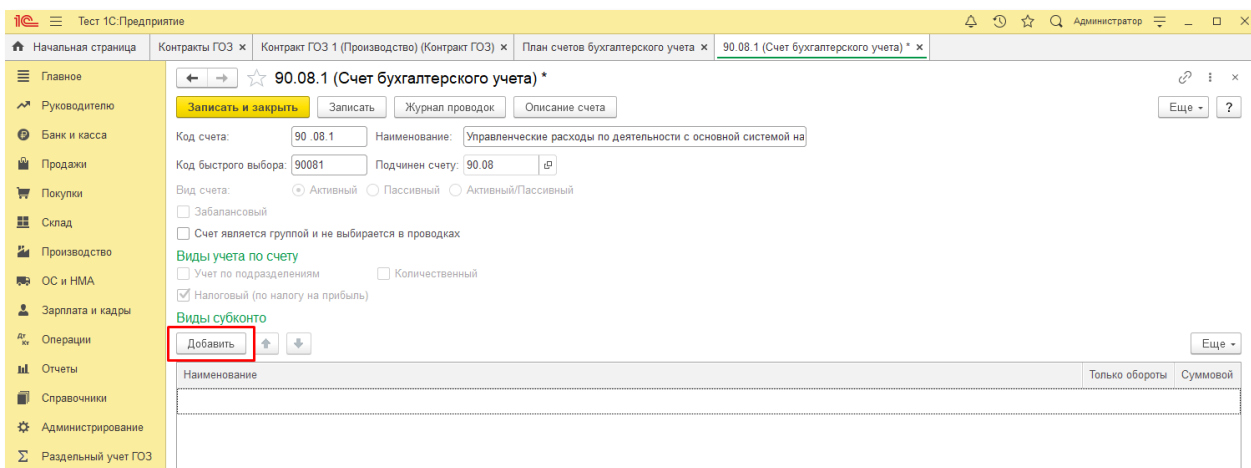 1С Тест 1С:Предприятие Администратор
Начальная страница Контракты ГОЗ × Контракт ГОЗ 1 (Производство) (Контракт ГОЗ) × План счетов бухгалтерского учета × 90.08.1 (Счет бухгалтерского учета) * ×
Главное
Руководителю
Банк и касса
Продажи
Покупки
Склад
Производство
ОС и НМА
Зарплата и кадры
Дт Кт Операции
Отчеты
Справочники
Администрирование
Раздельный учет ГОЗ
90.08.1 (Счет бухгалтерского учета) *
Записать и закрыть Записать Журнал проводок Описание счета Еще ?
Код счета: 90 .08.1 Наименование: Управленческие расходы по деятельности с основной системой на
Код быстрого выбора: 90081 Подчинен счету: 90.08
Вид счета: Активный Пассивный Активный/Пассивный
Забалансовый
Счет является группой и не выбирается в проводках
Виды учета по счету
Учет по подразделениям Количественный
Налоговый (по налогу на прибыль)
Виды субконто
Добавить Еще
Наименование Только обороты Суммовой